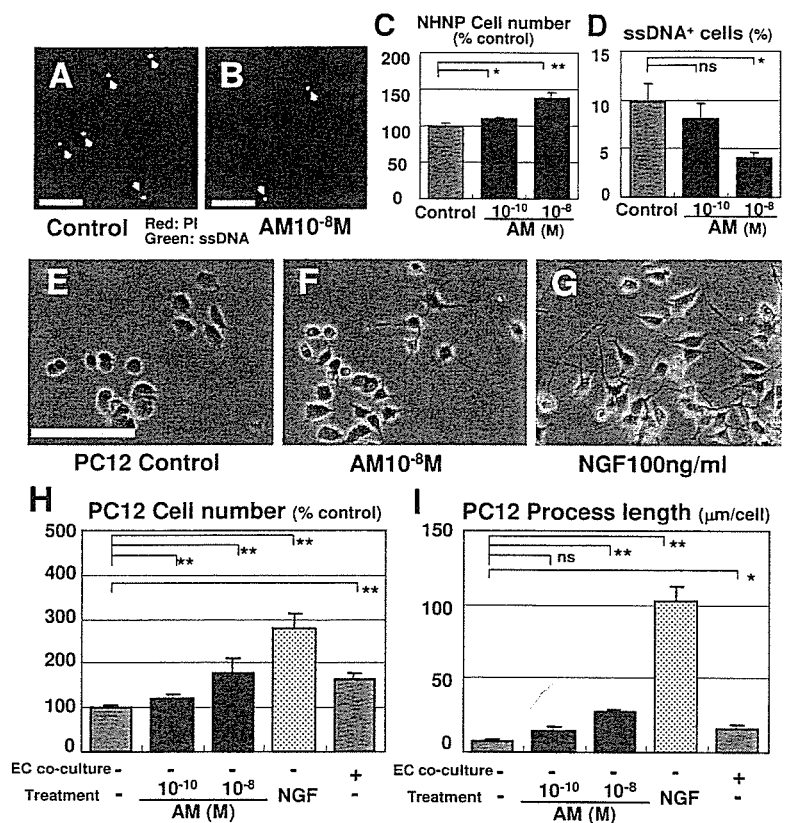 A
B
Control
Red: PI
Green: ssDNA
AM10⁻⁸M
C
NHNP Cell number
(% control)
200
150
100
50
0
*
**
Control
10⁻¹⁰
10⁻⁸
AM (M)
D
ssDNA⁺ cells (%)
15
10
5
0
ns
*
Control
10⁻¹⁰
10⁻⁸
AM (M)
E
PC12 Control
F
AM10⁻⁸M
G
NGF100ng/ml
H
PC12 Cell number (% control)
500
400
300
200
100
0
**
**
**
**
EC co-culture - - - - +
Treatment - 10⁻¹⁰ 10⁻⁸ NGF -
AM (M)
I
PC12 Process length (μm/cell)
150
100
50
0
**
ns
**
*
EC co-culture - - - - +
Treatment - 10⁻¹⁰ 10⁻⁸ NGF -
AM (M)